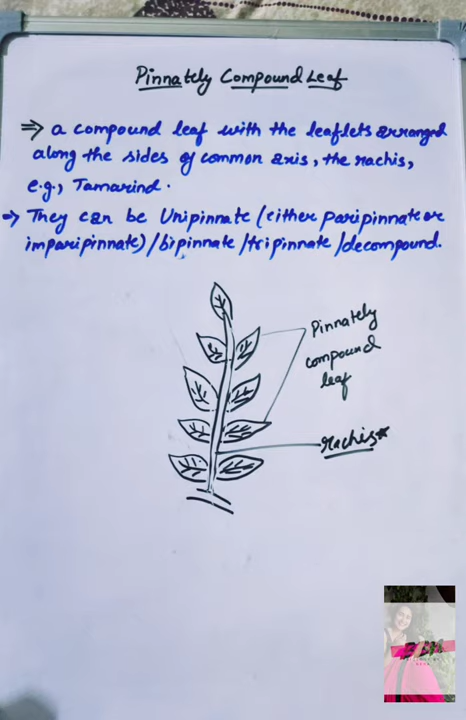 Pinnately Compound Leaf
⇒ a compound leaf with the leaflets arranged
along the sides of common axis, the rachis,
e.g., Tamarind.
⇒ They can be Unipinnate (either paripinnate or
imparipinnate)/bipinnate/tripinnate/decompound.
Pinnately
compound
leaf
rachis*